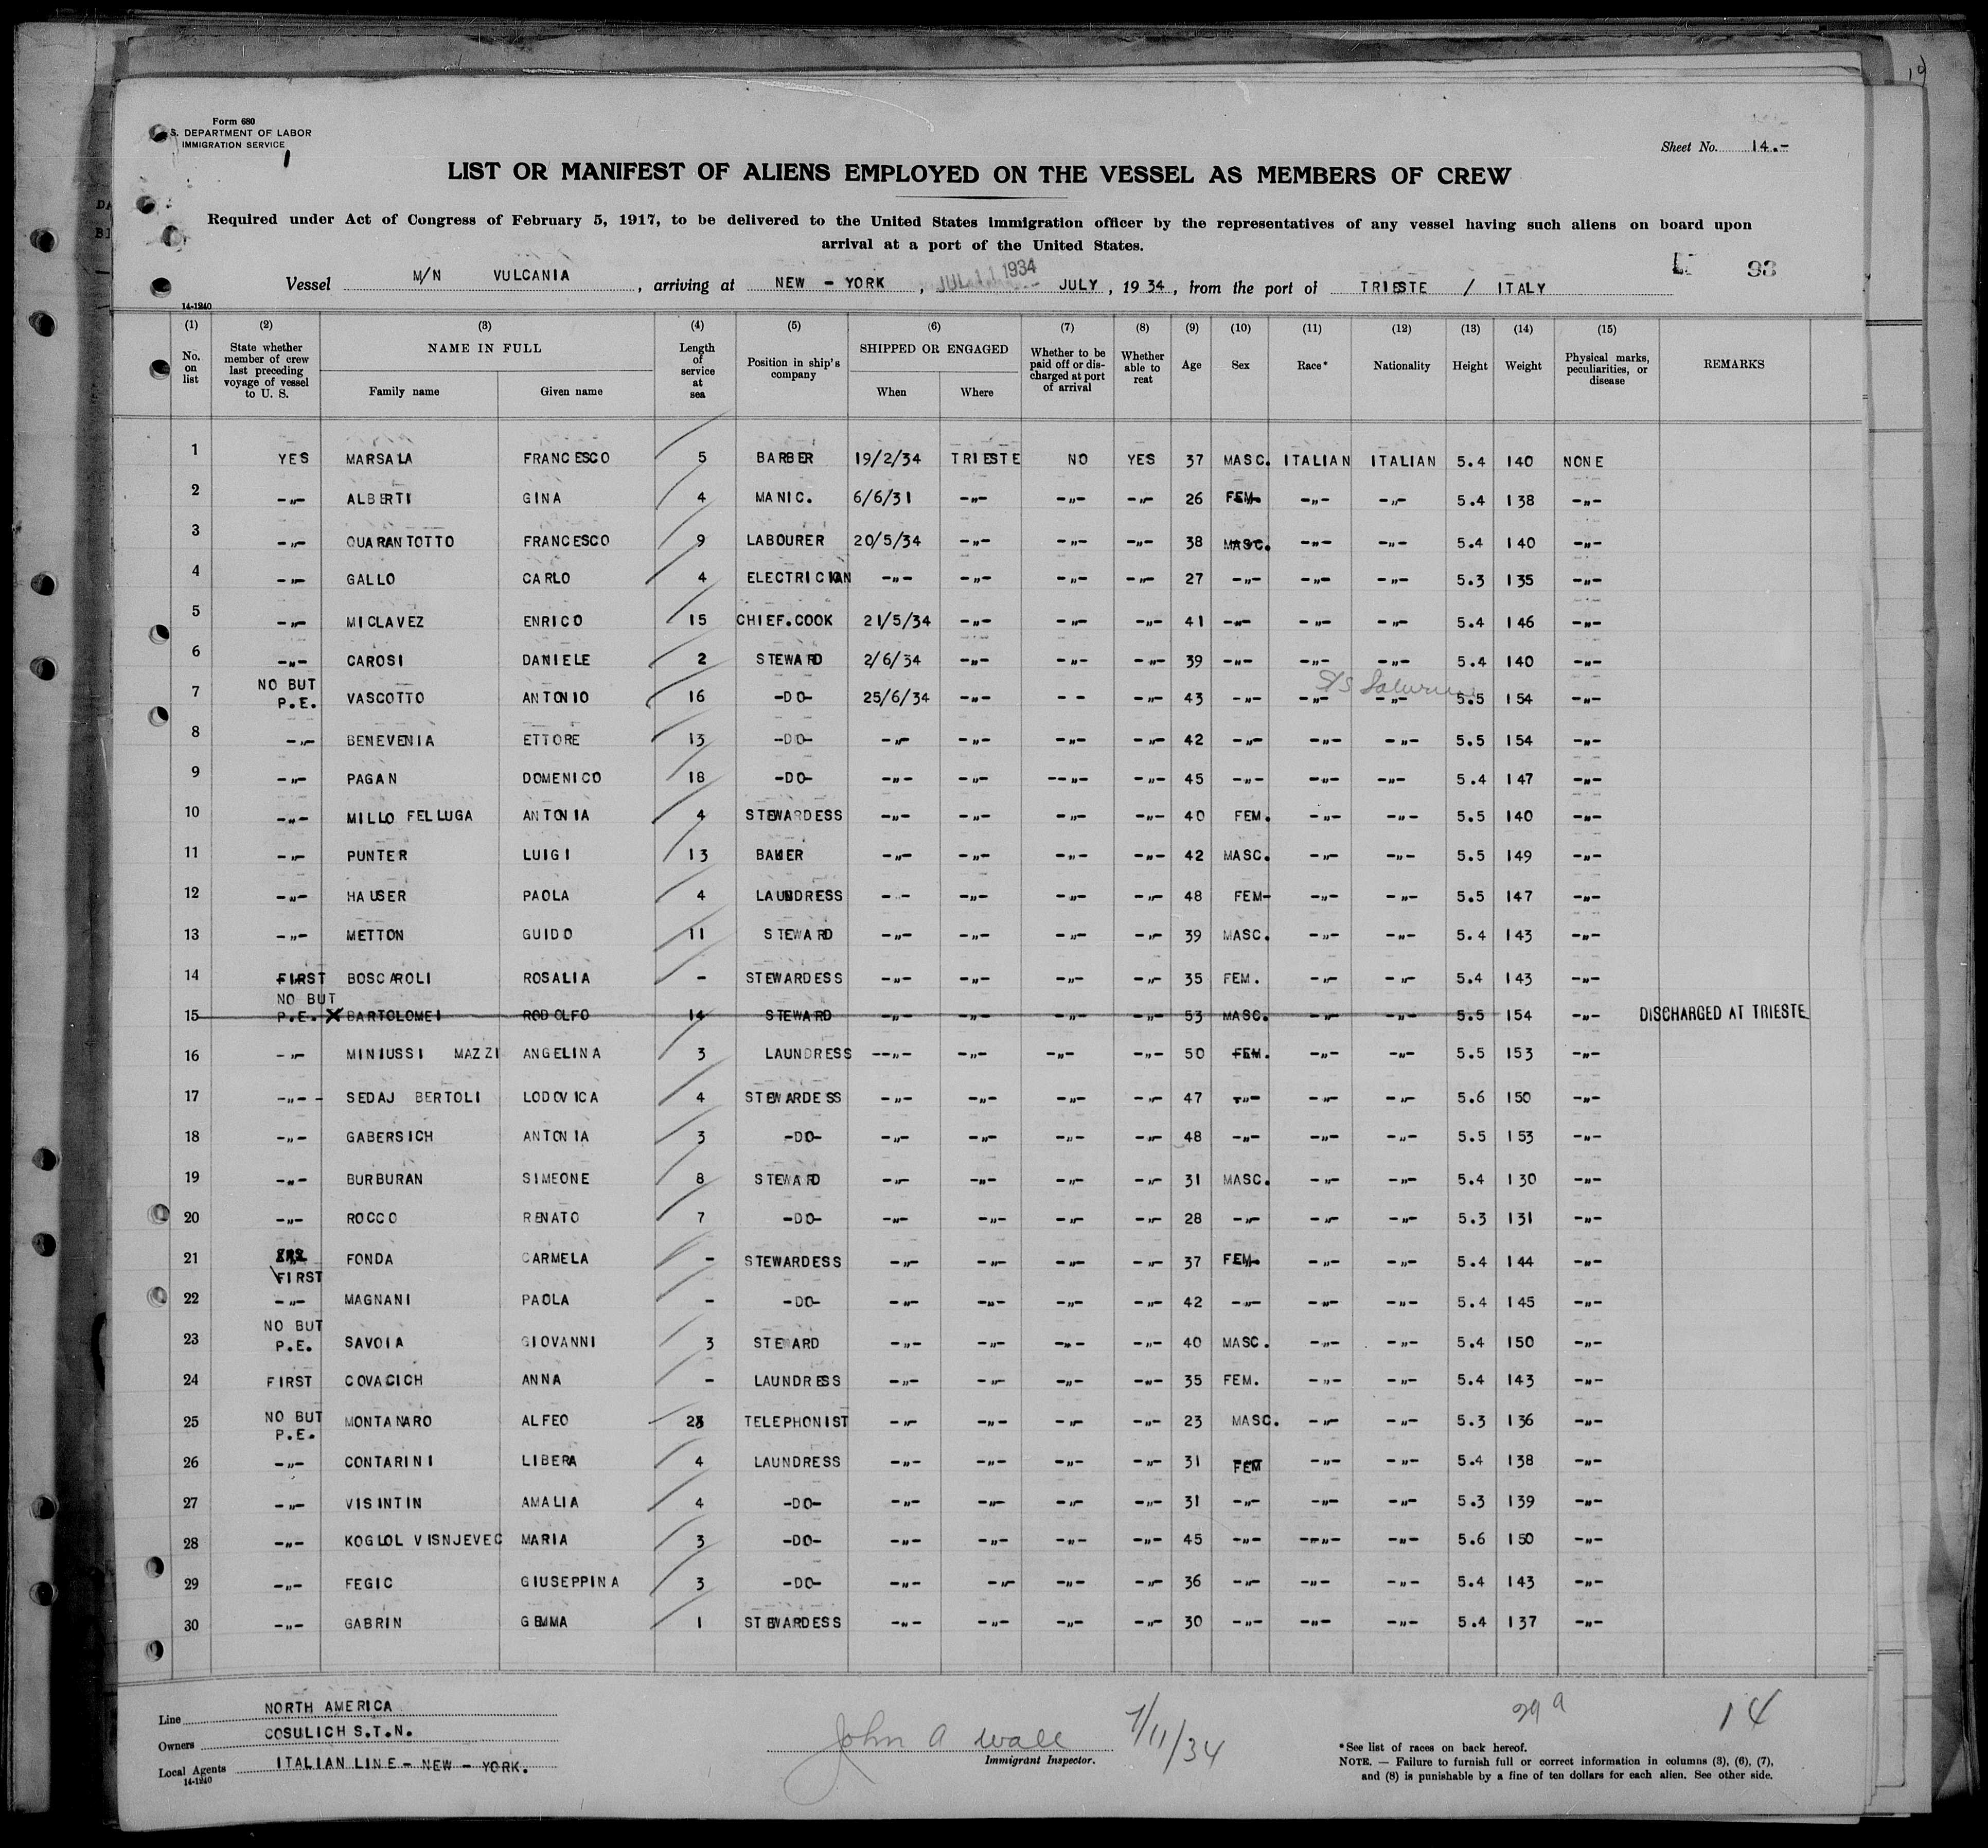 Form 680
S. DEPARTMENT OF LABOR
IMMIGRATION SERVICE
Sheet No. 14.-
LIST OR MANIFEST OF ALIENS EMPLOYED ON THE VESSEL AS MEMBERS OF CREW
Required under Act of Congress of February 5, 1917, to be delivered to the United States immigration officer by the representatives of any vessel having such aliens on board upon
arrival at a port of the United States.
93
Vessel M/N VULCANIA, arriving at NEW - YORK, JUL 11 1934 JULY, 1934, from the port of TRIESTE / ITALY
14-1240
(1) (2) (3) (4) (5) (6) (7) (8) (9) (10) (11) (12) (13) (14) (15)
No. on list State whether member of crew last preceding voyage of vessel to U. S. NAME IN FULL Family name Given name Length of service at sea Position in ship's company SHIPPED OR ENGAGED When Where Whether to be paid off or discharged at port of arrival Whether able to reat Age Sex Race* Nationality Height Weight Physical marks, peculiarities, or disease REMARKS
1 YES MARSALA FRANCESCO 5 BARBER 19/2/34 TRIESTE NO YES 37 MASC. ITALIAN ITALIAN 5.4 140 NONE
2 -"- ALBERTI GINA 4 MANIC. 6/6/31 -"- -"- -"- 26 FEM. -"- -"- 5.4 138 -"-
3 -"- QUARANTOTTO FRANCESCO 9 LABOURER 20/5/34 -"- -"- -"- 38 MASC. -"- -"- 5.4 140 -"-
4 -"- GALLO CARLO 4 ELECTRICIAN -"- -"- -"- -"- 27 -"- -"- -"- 5.3 135 -"-
5 -"- MICLAVEZ ENRICO 15 CHIEF.COOK 21/5/34 -"- -"- -"- 41 -"- -"- -"- 5.4 146 -"-
6 -"- CAROSI DANIELE 2 STEWARD 2/6/34 -"- -"- -"- 39 -"- -"- -"- 5.4 140 -"-
S/S
7 NO BUT P.E. VASCOTTO ANTONIO 16 -DO- 25/6/34 -"- - - -"- 43 -"- -"- -"- 5.5 154 -"-
8 -"- BENEVENIA ETTORE 13 -DO- -"- -"- -"- -"- 42 -"- -"- -"- 5.5 154 -"-
9 -"- PAGAN DOMENICO 18 -DO- -"- -"- --"- -"- 45 -"- -"- -"- 5.4 147 -"-
10 -"- MILLO FELLUGA ANTONIA 4 STEWARDESS -"- -"- -"- -"- 40 FEM. -"- -"- 5.5 140 -"-
11 -"- PUNTER LUIGI 13 BAKER -"- -"- -"- -"- 42 MASC. -"- -"- 5.5 149 -"-
12 -"- HAUSER PAOLA 4 LAUNDRESS -"- -"- -"- -"- 48 FEM- -"- -"- 5.5 147 -"-
13 -"- METTON GUIDO 11 STEWARD -"- -"- -"- -"- 39 MASC. -"- -"- 5.4 143 -"-
14 FIRST BOSCAROLI ROSALIA - STEWARDESS -"- -"- -"- -"- 35 FEM. -"- -"- 5.4 143 -"-
15 NO BUT P.E. X BARTOLOMEI RODOLFO 14 STEWARD -"- -"- -"- -"- 53 MASC. -"- -"- 5.5 154 -"- DISCHARGED AT TRIESTE
16 -"- MINIUSSI MAZZI ANGELINA 3 LAUNDRESS --"- -"- -"- -"- 50 FEM. -"- -"- 5.5 153 -"-
17 -"-- SEDAJ BERTOLI LODOVICA 4 STEWARDESS -"- -"- -"- -"- 47 -"- -"- -"- 5.6 150 -"-
18 -"- GABERSICH ANTONIA 3 -DO- -"- -"- -"- -"- 48 -"- -"- -"- 5.5 153 -"-
19 -"- BURBURAN SIMEONE 8 STEWARD -"- -"- -"- -"- 31 MASC. -"- -"- 5.4 130 -"-
20 -"- ROCCO RENATO 7 -DO- -"- -"- -"- -"- 28 -"- -"- -"- 5.3 131 -"-
21 FIRST FONDA CARMELA - STEWARDESS -"- -"- -"- -"- 37 FEM. -"- -"- 5.4 144 -"-
22 -"- MAGNANI PAOLA - -DO- -"- -"- -"- -"- 42 -"- -"- -"- 5.4 145 -"-
23 NO BUT P.E. SAVOIA GIOVANNI 3 STEWARD -"- -"- -"- -"- 40 MASC. -"- -"- 5.4 150 -"-
24 FIRST COVACICH ANNA - LAUNDRESS -"- -"- -"- -"- 35 FEM. -"- -"- 5.4 143 -"-
25 NO BUT P.E. MONTANARO ALFEO TELEPHONIST -"- -"- -"- -"- 23 MASC. -"- -"- 5.3 136 -"-
26 -"- CONTARINI LIBERA 4 LAUNDRESS -"- -"- -"- -"- 31 FEM -"- -"- 5.4 138 -"-
27 -"- VISINTIN AMALIA 4 -DO- -"- -"- -"- -"- 31 -"- -"- -"- 5.3 139 -"-
28 -"- KOGLOL VISNJEVEC MARIA 3 -DO- -"- -"- -"- -"- 45 -"- -"- -"- 5.6 150 -"-
29 -"- FEGIC GIUSEPPINA 3 -DO- -"- -"- -"- -"- 36 -"- -"- -"- 5.4 143 -"-
30 -"- GABRIN GEMMA 1 STEWARDESS -"- -"- -"- -"- 30 -"- -"- -"- 5.4 137 -"-
Line NORTH AMERICA
Owners COSULICH S.T.N.
Local Agents ITALIAN LINE - NEW - YORK.
14-1240
John A Wall 7/11/34
Immigrant Inspector.
29 a
14
*See list of races on back hereof.
NOTE. — Failure to furnish full or correct information in columns (3), (6), (7),
and (8) is punishable by a fine of ten dollars for each alien. See other side.